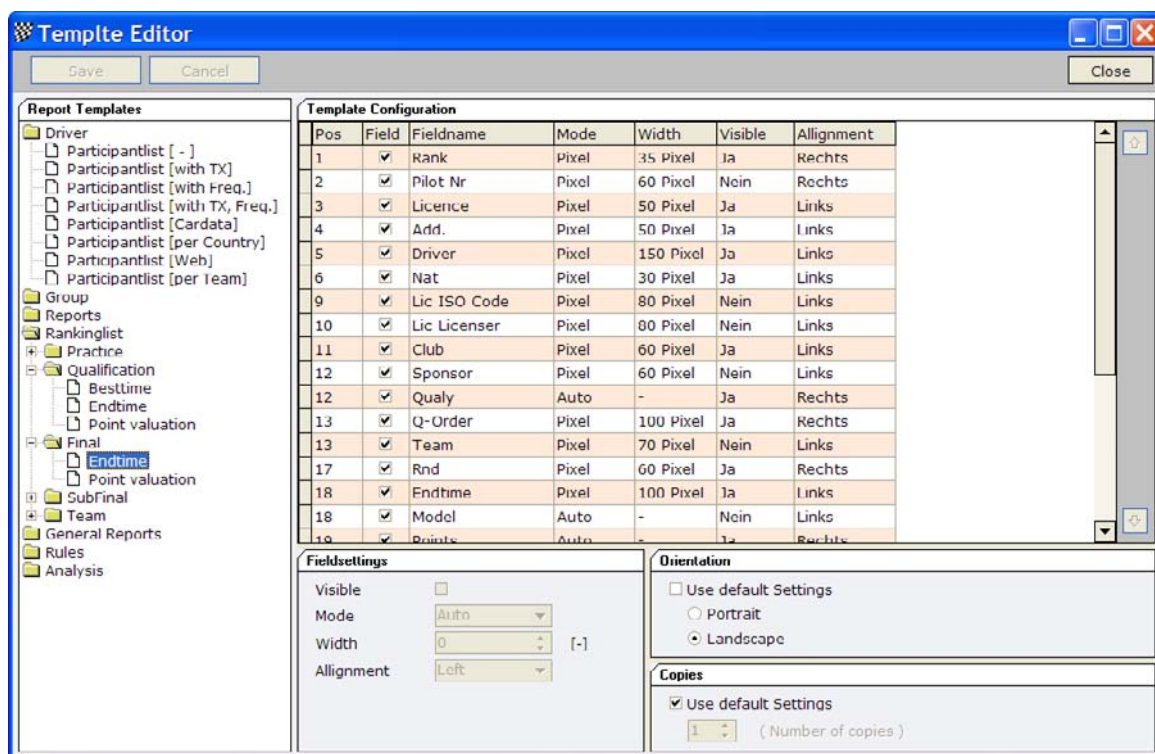 Templte Editor
Save Cancel Close
Report Templates
Driver
Participantlist [ - ]
Participantlist [with TX]
Participantlist [with Freq.]
Participantlist [with TX, Freq.]
Participantlist [Cardata]
Participantlist [per Country]
Participantlist [Web]
Participantlist [per Team]
Group
Reports
Rankinglist
Practice
Qualification
Besttime
Endtime
Point valuation
Final
Endtime
Point valuation
SubFinal
Team
General Reports
Rules
Analysis
Template Configuration
Pos Field Fieldname Mode Width Visible Allignment
1 Rank Pixel 35 Pixel Ja Rechts
2 Pilot Nr Pixel 60 Pixel Nein Rechts
3 Licence Pixel 50 Pixel Ja Links
4 Add. Pixel 50 Pixel Ja Links
5 Driver Pixel 150 Pixel Ja Links
6 Nat Pixel 30 Pixel Ja Links
9 Lic ISO Code Pixel 80 Pixel Nein Links
10 Lic Licenser Pixel 80 Pixel Nein Links
11 Club Pixel 60 Pixel Ja Links
12 Sponsor Pixel 60 Pixel Nein Links
12 Qualy Auto - Ja Rechts
13 Q-Order Pixel 100 Pixel Ja Rechts
13 Team Pixel 70 Pixel Nein Links
17 Rnd Pixel 60 Pixel Ja Rechts
18 Endtime Pixel 100 Pixel Ja Links
18 Model Auto - Nein Links
19 Points Auto - Ja Rechts
Fieldsettings
Visible
Mode Auto
Width 0 [-]
Allignment Left
Orientation
Use default Settings
Portrait
Landscape
Copies
Use default Settings
1 ( Number of copies )